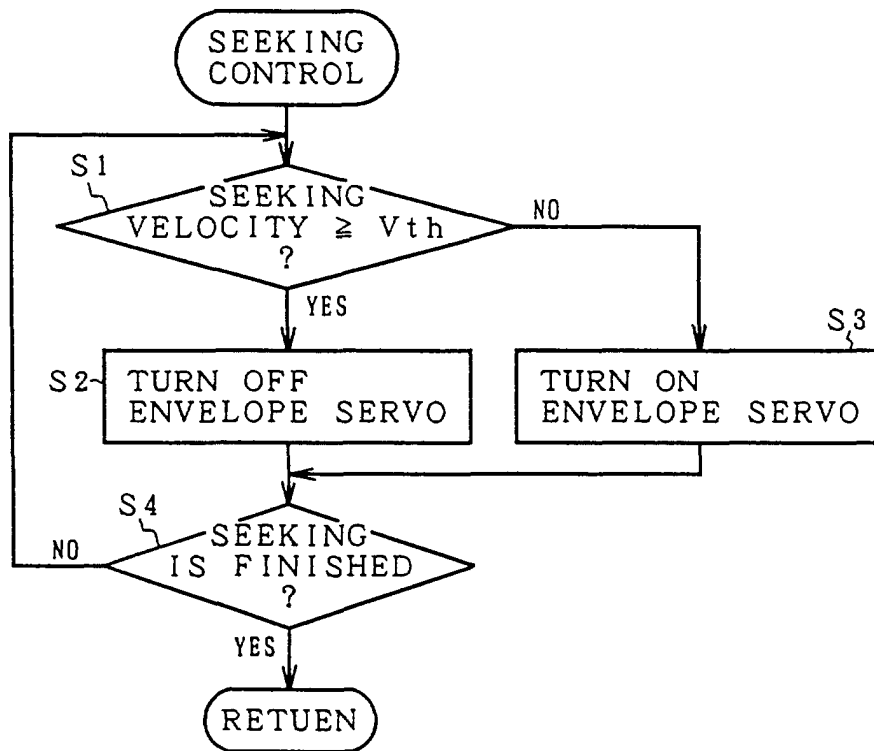 SEEKING
CONTROL
S1
SEEKING
VELOCITY ≧ Vth
?
NO
YES
S2
TURN OFF
ENVELOPE SERVO
S3
TURN ON
ENVELOPE SERVO
S4
SEEKING
IS FINISHED
?
NO
YES
RETUEN